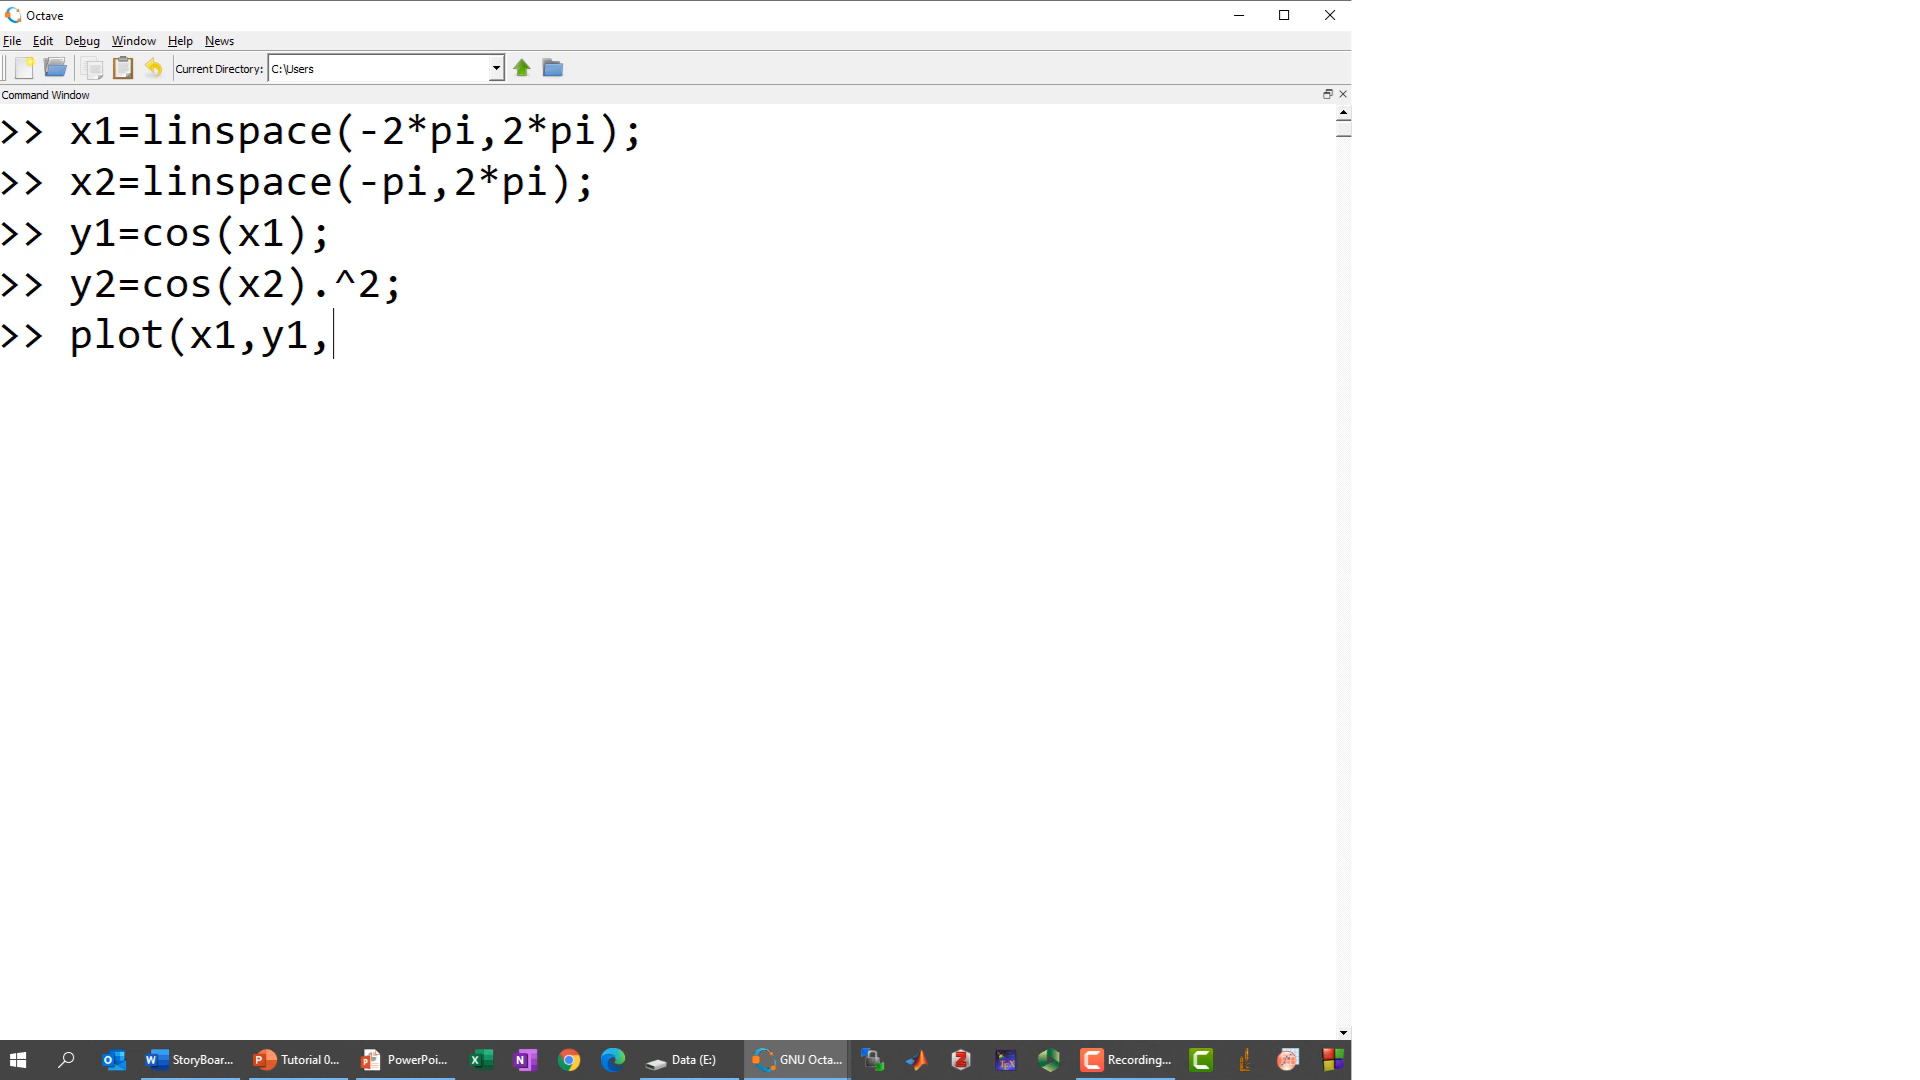 Octave
File Edit Debug Window Help News
Current Directory: C:\Users
Command Window
>> x1=linspace(-2*pi,2*pi);
>> x2=linspace(-pi,2*pi);
>> y1=cos(x1);
>> y2=cos(x2).^2;
>> plot(x1,y1,
StoryBoar... Tutorial 0... PowerPoi... Data (E:) GNU Octa... Recording...